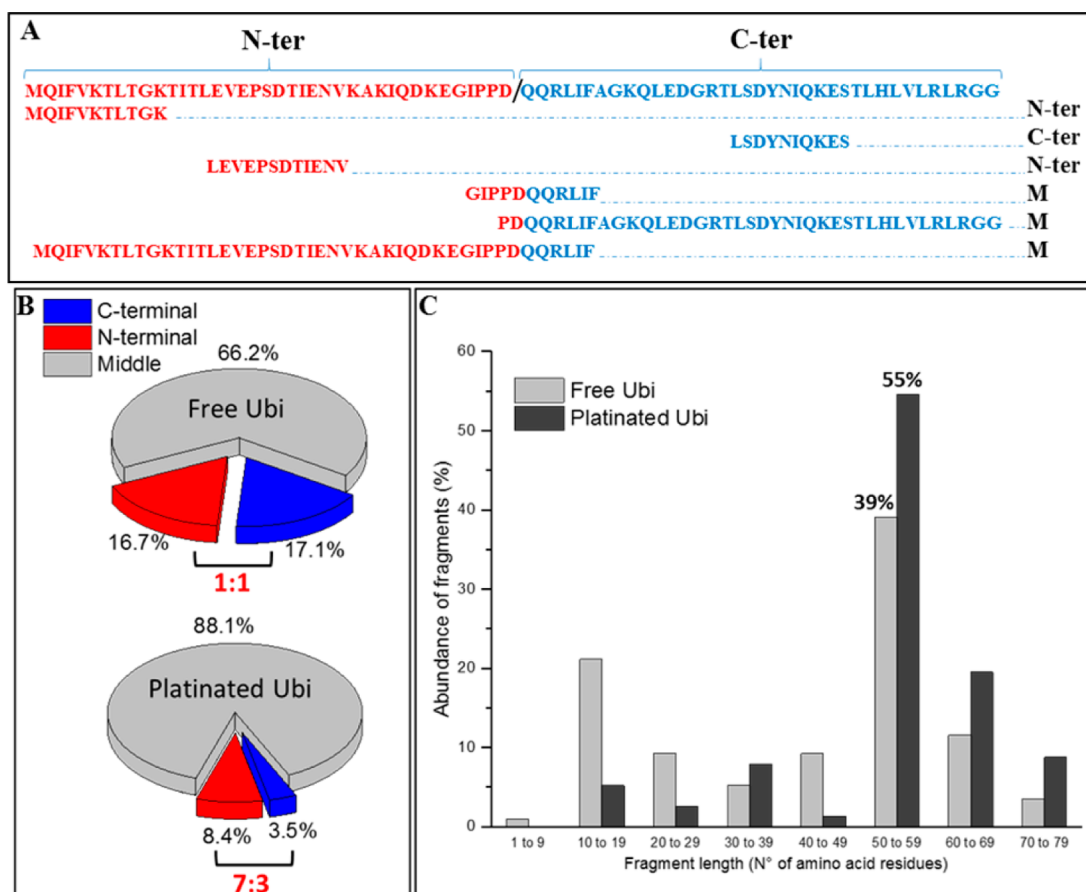 A
N-ter
C-ter
MQIFVKTLTGKTITLEVEPSDTIENVKAKIQDKEGIPPD/QQRLIFAGKQLEDGRTLSDYNIQKESTLHLVLRLRGG
MQIFVKTLTGK N-ter
LSDYNIQKES C-ter
LEVEPSDTIENV N-ter
GIPPDQQRLIF M
PDQQRLIFAGKQLEDGRTLSDYNIQKESTLHLVLRLRGG M
MQIFVKTLTGKTITLEVEPSDTIENVKAKIQDKEGIPPDQQRLIF M
B
C-terminal
N-terminal
Middle
66.2%
Free Ubi
16.7%
17.1%
1:1
88.1%
Platinated Ubi
8.4%
3.5%
7:3
C
Free Ubi
Platinated Ubi
55%
39%
Abundance of fragments (%)
60
50
40
30
20
10
0
1 to 9 10 to 19 20 to 29 30 to 39 40 to 49 50 to 59 60 to 69 70 to 79
Fragment length (N° of amino acid residues)